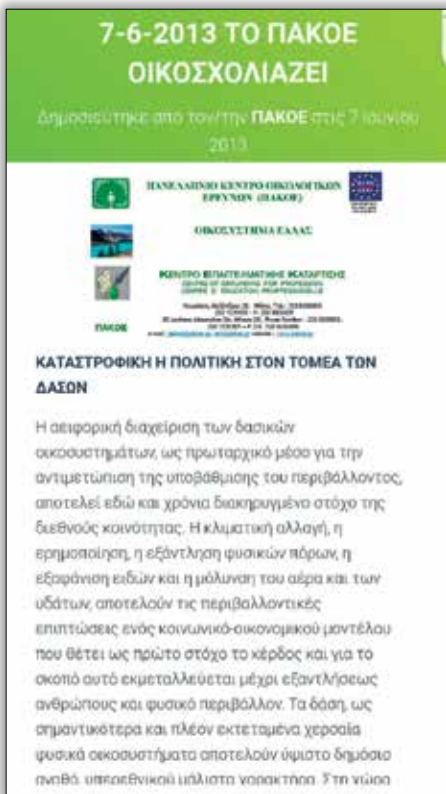 7-6-2013 ΤΟ ΠΑΚΟΕ
ΟΙΚΟΣΧΟΛΙΑΖΕΙ
Δημοσιεύτηκε από τον/την ΠΑΚΟΕ στις 7 Ιουνίου
2013
ΠΑΝΕΛΛΗΝΙΟ ΚΕΝΤΡΟ ΟΙΚΟΛΟΓΙΚΩΝ
ΕΡΕΥΝΩΝ (ΠΑΚΟΕ)
ΟΙΚΟΣΥΣΤΗΜΑ ΕΛΛΑΣ
ΚΕΝΤΡΟ ΕΠΑΓΓΕΛΜΑΤΙΚΗΣ ΚΑΤΑΡΤΙΣΗΣ
ΠΑΚΟΕ
ΚΑΤΑΣΤΡΟΦΙΚΗ Η ΠΟΛΙΤΙΚΗ ΣΤΟΝ ΤΟΜΕΑ ΤΩΝ
ΔΑΣΩΝ
Η αειφορική διαχείριση των δασικών
οικοσυστημάτων, ως πρωταρχικό μέσο για την
αντιμετώπιση της υποβάθμισης του περιβάλλοντος,
αποτελεί εδώ και χρόνια διακηρυγμένο στόχο της
διεθνούς κοινότητας. Η κλιματική αλλαγή, η
ερημοποίηση, η εξάντληση φυσικών πόρων, η
εξαφάνιση ειδών και η μόλυνση του αέρα και των
υδάτων, αποτελούν τις περιβαλλοντικές
επιπτώσεις ενός κοινωνικό-οικονομικού μοντέλου
που θέτει ως πρώτο στόχο το κέρδος και για το
σκοπό αυτό εκμεταλλεύεται μέχρι εξαντλήσεως
ανθρώπους και φυσικό περιβάλλον. Τα δάση, ως
σημαντικότερα και πλέον εκτεταμένα χερσαία
φυσικά οικοσυστήματα αποτελούν ύψιστο δημόσιο
αγαθό, υπερεθνικού μάλιστα χαρακτήρα. Στη χώρα